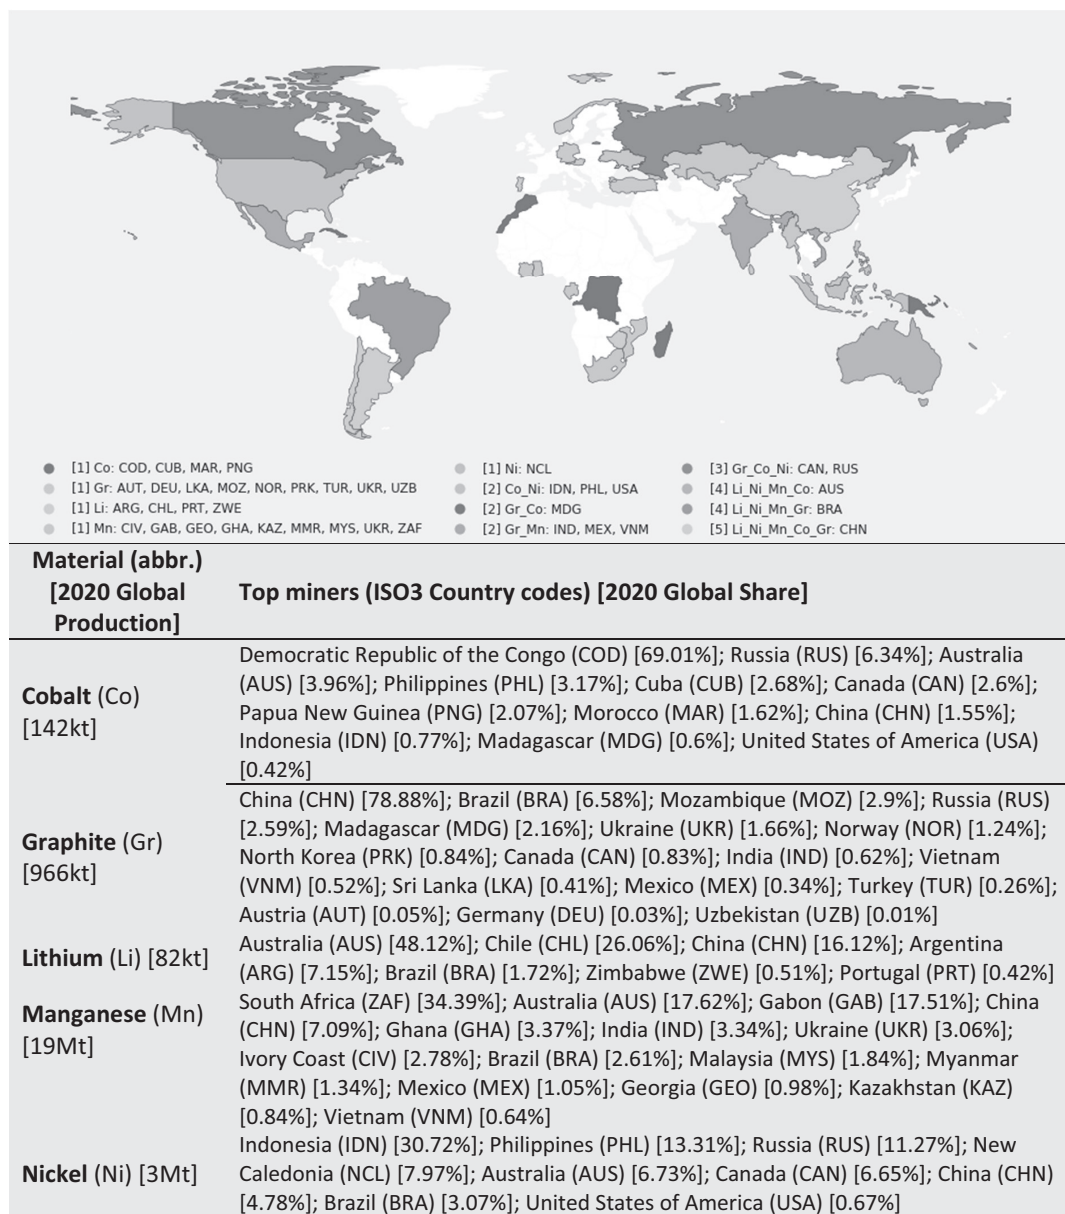 [1] Co: COD, CUB, MAR, PNG
[1] Gr: AUT, DEU, LKA, MOZ, NOR, PRK, TUR, UKR, UZB
[1] Li: ARG, CHL, PRT, ZWE
[1] Mn: CIV, GAB, GEO, GHA, KAZ, MMR, MYS, UKR, ZAF
[1] Ni: NCL
[2] Co_Ni: IDN, PHL, USA
[2] Gr_Co: MDG
[2] Gr_Mn: IND, MEX, VNM
[3] Gr_Co_Ni: CAN, RUS
[4] Li_Ni_Mn_Co: AUS
[4] Li_Ni_Mn_Gr: BRA
[5] Li_Ni_Mn_Co_Gr: CHN
Material (abbr.)
[2020 Global
Production]
Top miners (ISO3 Country codes) [2020 Global Share]
Cobalt (Co)
[142kt]
Democratic Republic of the Congo (COD) [69.01%]; Russia (RUS) [6.34%]; Australia
(AUS) [3.96%]; Philippines (PHL) [3.17%]; Cuba (CUB) [2.68%]; Canada (CAN) [2.6%];
Papua New Guinea (PNG) [2.07%]; Morocco (MAR) [1.62%]; China (CHN) [1.55%];
Indonesia (IDN) [0.77%]; Madagascar (MDG) [0.6%]; United States of America (USA)
[0.42%]
Graphite (Gr)
[966kt]
China (CHN) [78.88%]; Brazil (BRA) [6.58%]; Mozambique (MOZ) [2.9%]; Russia (RUS)
[2.59%]; Madagascar (MDG) [2.16%]; Ukraine (UKR) [1.66%]; Norway (NOR) [1.24%];
North Korea (PRK) [0.84%]; Canada (CAN) [0.83%]; India (IND) [0.62%]; Vietnam
(VNM) [0.52%]; Sri Lanka (LKA) [0.41%]; Mexico (MEX) [0.34%]; Turkey (TUR) [0.26%];
Austria (AUT) [0.05%]; Germany (DEU) [0.03%]; Uzbekistan (UZB) [0.01%]
Lithium (Li) [82kt]
Australia (AUS) [48.12%]; Chile (CHL) [26.06%]; China (CHN) [16.12%]; Argentina
(ARG) [7.15%]; Brazil (BRA) [1.72%]; Zimbabwe (ZWE) [0.51%]; Portugal (PRT) [0.42%]
Manganese (Mn)
[19Mt]
South Africa (ZAF) [34.39%]; Australia (AUS) [17.62%]; Gabon (GAB) [17.51%]; China
(CHN) [7.09%]; Ghana (GHA) [3.37%]; India (IND) [3.34%]; Ukraine (UKR) [3.06%];
Ivory Coast (CIV) [2.78%]; Brazil (BRA) [2.61%]; Malaysia (MYS) [1.84%]; Myanmar
(MMR) [1.34%]; Mexico (MEX) [1.05%]; Georgia (GEO) [0.98%]; Kazakhstan (KAZ)
[0.84%]; Vietnam (VNM) [0.64%]
Nickel (Ni) [3Mt]
Indonesia (IDN) [30.72%]; Philippines (PHL) [13.31%]; Russia (RUS) [11.27%]; New
Caledonia (NCL) [7.97%]; Australia (AUS) [6.73%]; Canada (CAN) [6.65%]; China (CHN)
[4.78%]; Brazil (BRA) [3.07%]; United States of America (USA) [0.67%]